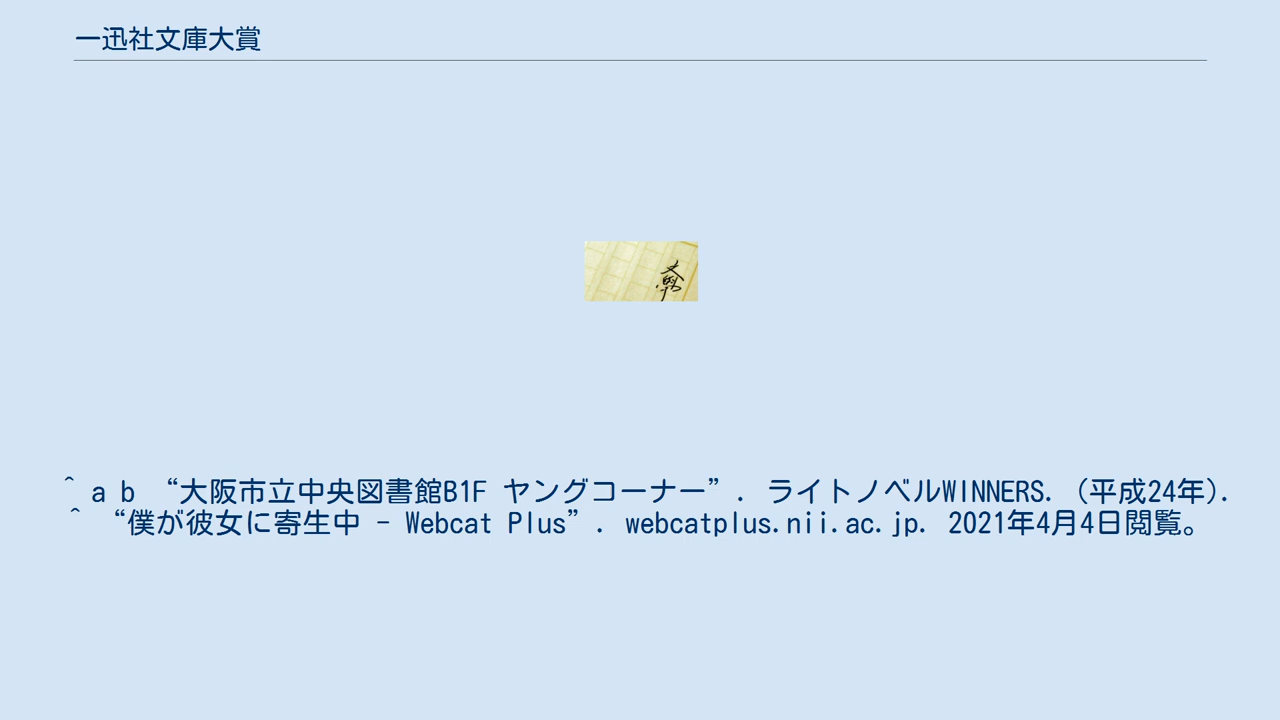 一迅社文庫大賞
^ a b “大阪市立中央図書館B1F ヤングコーナー”. ライトノベルWINNERS. (平成24年).
^ “僕が彼女に寄生中 - Webcat Plus”. webcatplus.nii.ac.jp. 2021年4月4日閲覧。